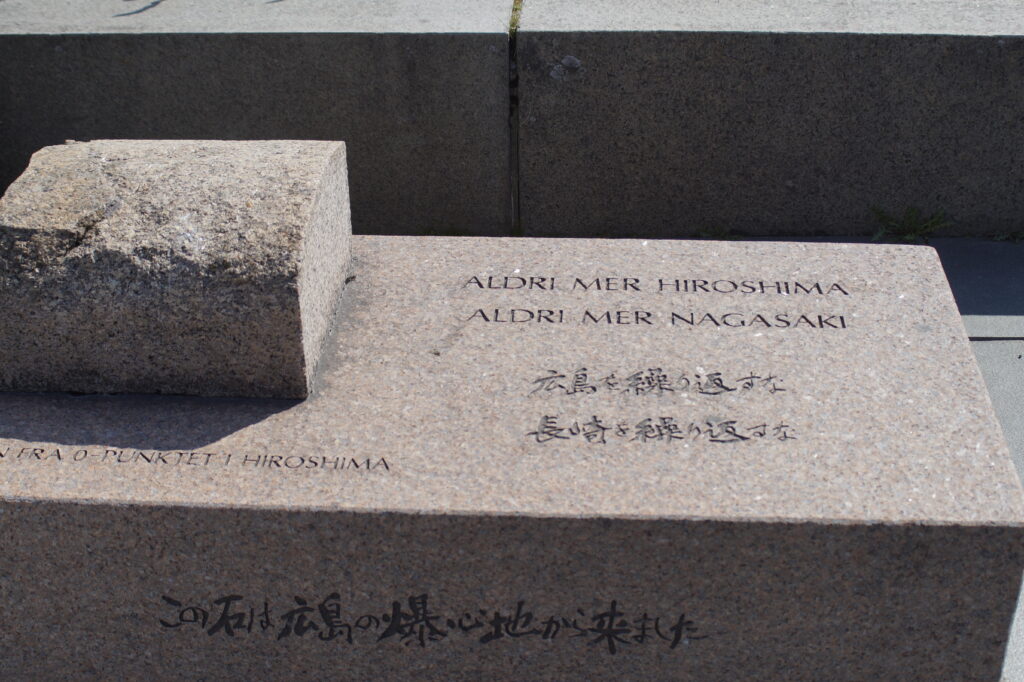 ALDRI MER HIROSHIMA
ALDRI MER NAGASAKI
広島を繰り返すな
長崎を繰り返すな
N FRA 0-PUNKTET I HIROSHIMA
この石は広島の爆心地から来ました